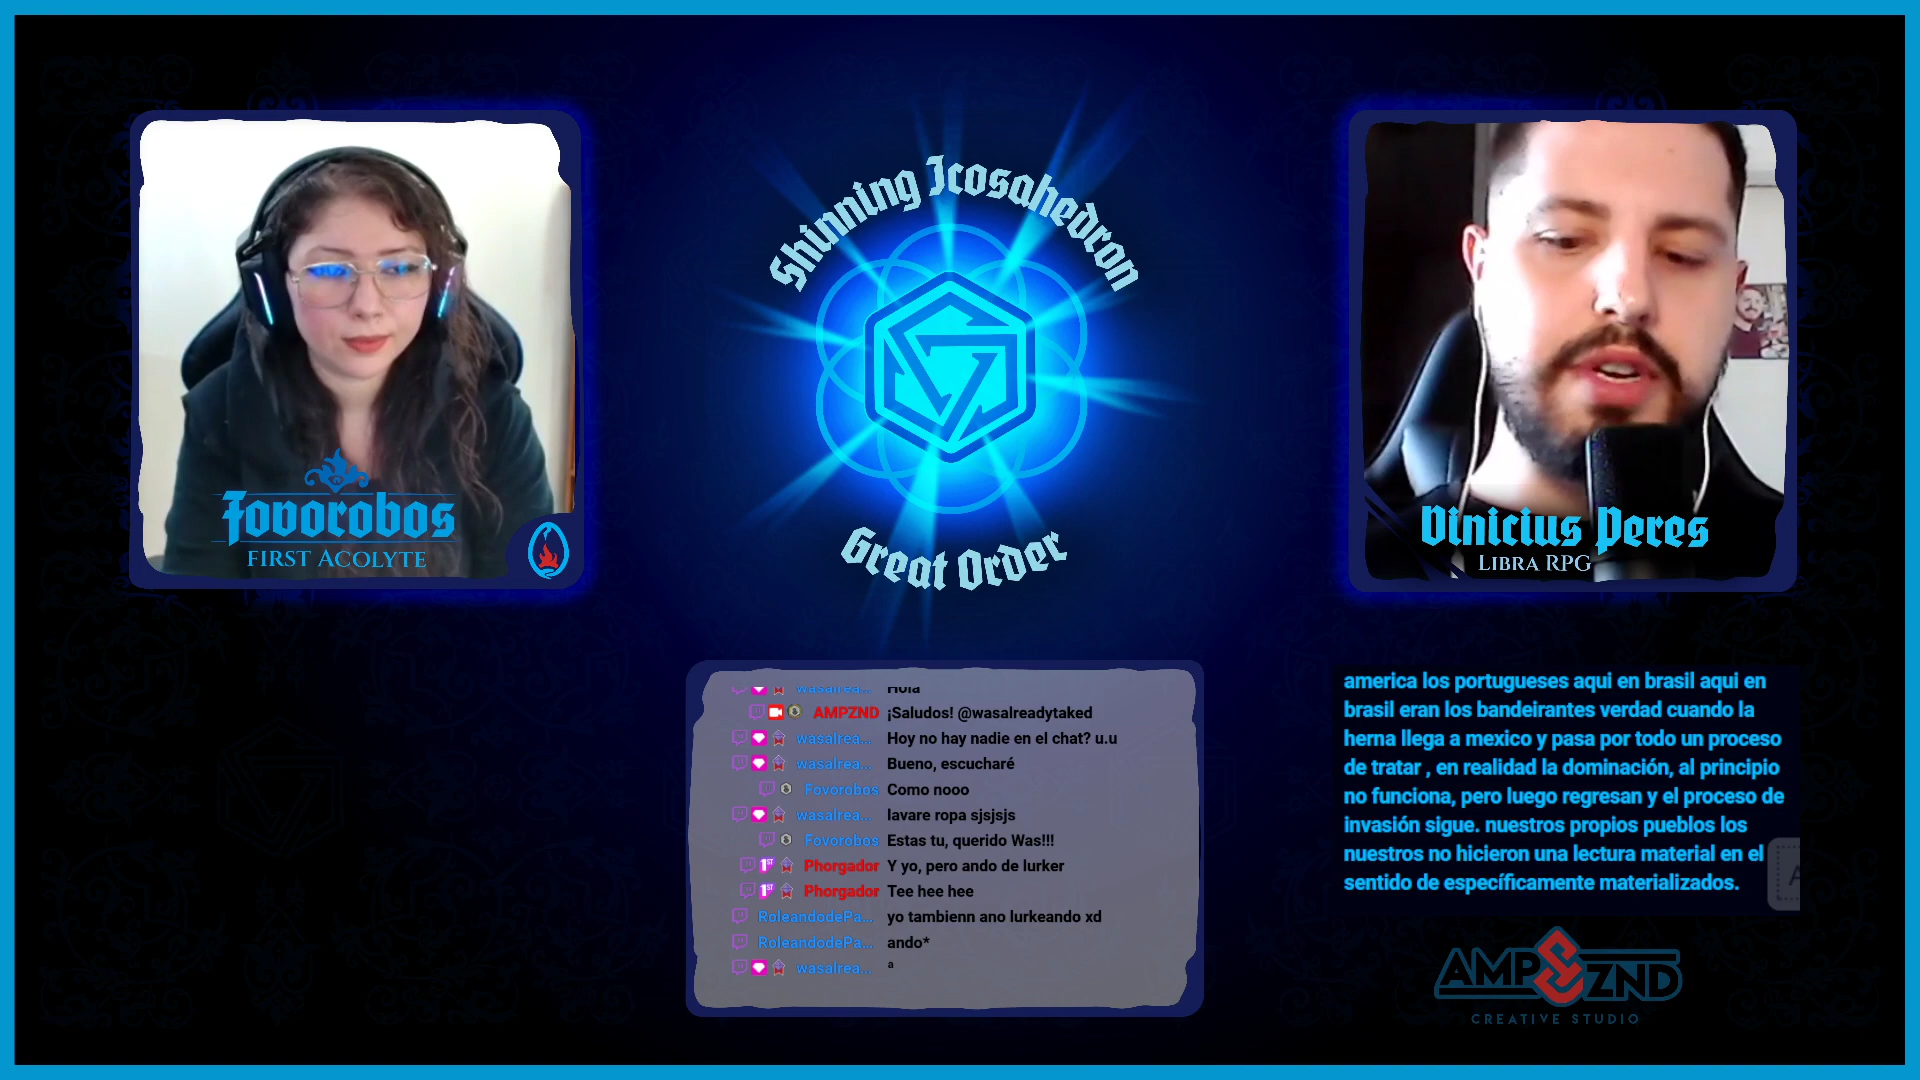 Shinning Icosahedron
Great Order
Fovorobos
FIRST ACOLYTE
Vinicius Peres
LIBRA RPG
wasalrea... Hola
AMPZND ¡Saludos! @wasalreadytaked
wasalrea... Hoy no hay nadie en el chat? u.u
wasalrea... Bueno, escucharé
Fovorobos Como nooo
wasalrea... lavare ropa sjsjsjs
Fovorobos Estas tu, querido Was!!!
1ST Phorgador Y yo, pero ando de lurker
1ST Phorgador Tee hee hee
RoleandodePa... yo tambienn ano lurkeando xd
RoleandodePa... ando*
wasalrea... a
america los portugueses aqui en brasil aqui en
brasil eran los bandeirantes verdad cuando la
herna llega a mexico y pasa por todo un proceso
de tratar , en realidad la dominación, al principio
no funciona, pero luego regresan y el proceso de
invasión sigue. nuestros propios pueblos los
nuestros no hicieron una lectura material en el
sentido de específicamente materializados.
A
AMP&ZND
CREATIVE STUDIO